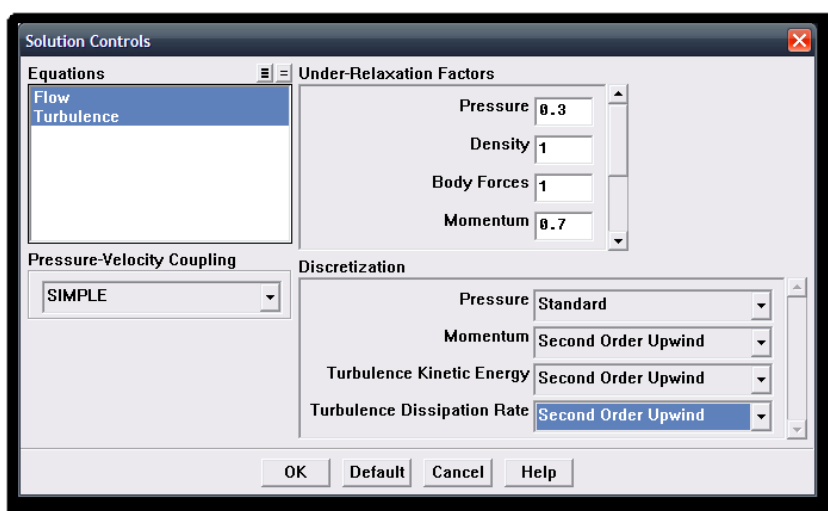 Solution Controls
Equations
Flow
Turbulence
Pressure-Velocity Coupling
SIMPLE
Under-Relaxation Factors
Pressure 0.3
Density 1
Body Forces 1
Momentum 0.7
Discretization
Pressure Standard
Momentum Second Order Upwind
Turbulence Kinetic Energy Second Order Upwind
Turbulence Dissipation Rate Second Order Upwind
OK Default Cancel Help